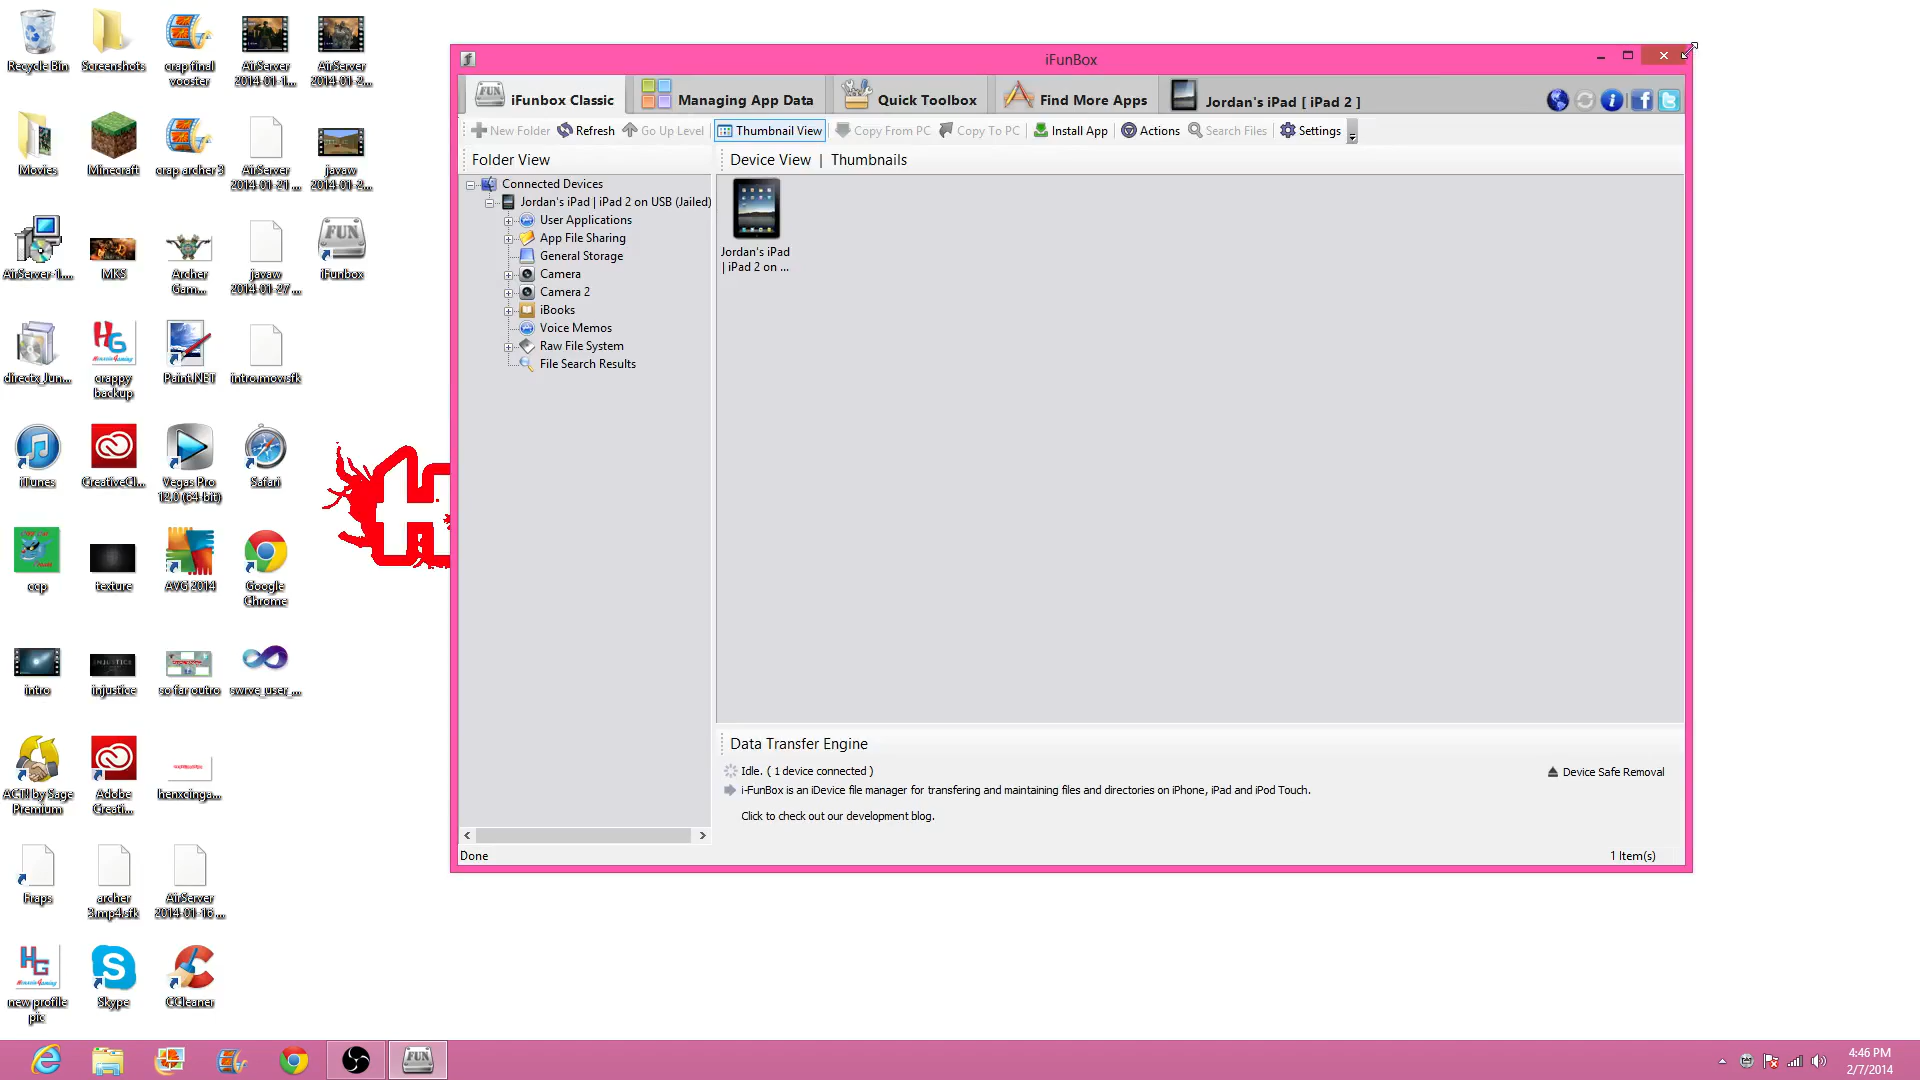 Recycle Bin
Screenshots
crap final
vooster
AirServer
2014-01-1...
AirServer
2014-01-2...
Movies
Minecraft
crap archer 3
AirServer
2014-01-21 ...
javaw
2014-01-2...
AirServer-1....
MKS
Archer
Gam...
javaw
2014-01-27 ...
iFunbox
directx_Jun...
crappy
backup
Paint.NET
intro.mov.sfk
iTunes
CreativeCl...
Vegas Pro
12.0 (64-bit)
Safari
ccp
texture
AVG 2014
Google
Chrome
intro
injustice
so far outro
swrve_user_...
ACT! by Sage
Premium
Adobe
Creati...
henxcinga...
Fraps
archer
3.mp4.sfk
AirServer
2014-01-16 ...
new profile
pic
Skype
CCleaner
iFunBox
iFunbox Classic
Managing App Data
Quick Toolbox
Find More Apps
Jordan's iPad [ iPad 2 ]
New Folder
Refresh
Go Up Level
Thumbnail View
Copy From PC
Copy To PC
Install App
Actions
Search Files
Settings
Folder View
Device View | Thumbnails
Connected Devices
Jordan's iPad | iPad 2 on USB (Jailed)
User Applications
App File Sharing
General Storage
Camera
Camera 2
iBooks
Voice Memos
Raw File System
File Search Results
Jordan's iPad
| iPad 2 on ...
Data Transfer Engine
Idle. ( 1 device connected )
Device Safe Removal
i-FunBox is an iDevice file manager for transfering and maintaining files and directories on iPhone, iPad and iPod Touch.
Click to check out our development blog.
Done
1 Item(s)
4:46 PM
2/7/2014